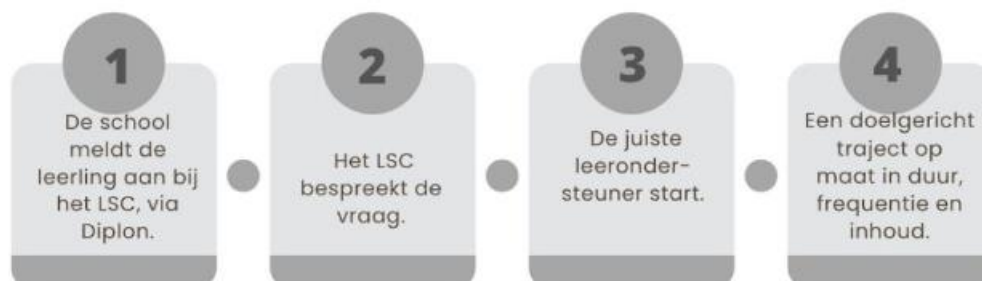 1
De school
meldt de
leerling aan bij
het LSC, via
Diplon.
2
Het LSC
bespreekt de
vraag.
3
De juiste
leeronder-
steuner start.
4
Een doelgericht
traject op
maat in duur,
frequentie en
inhoud.